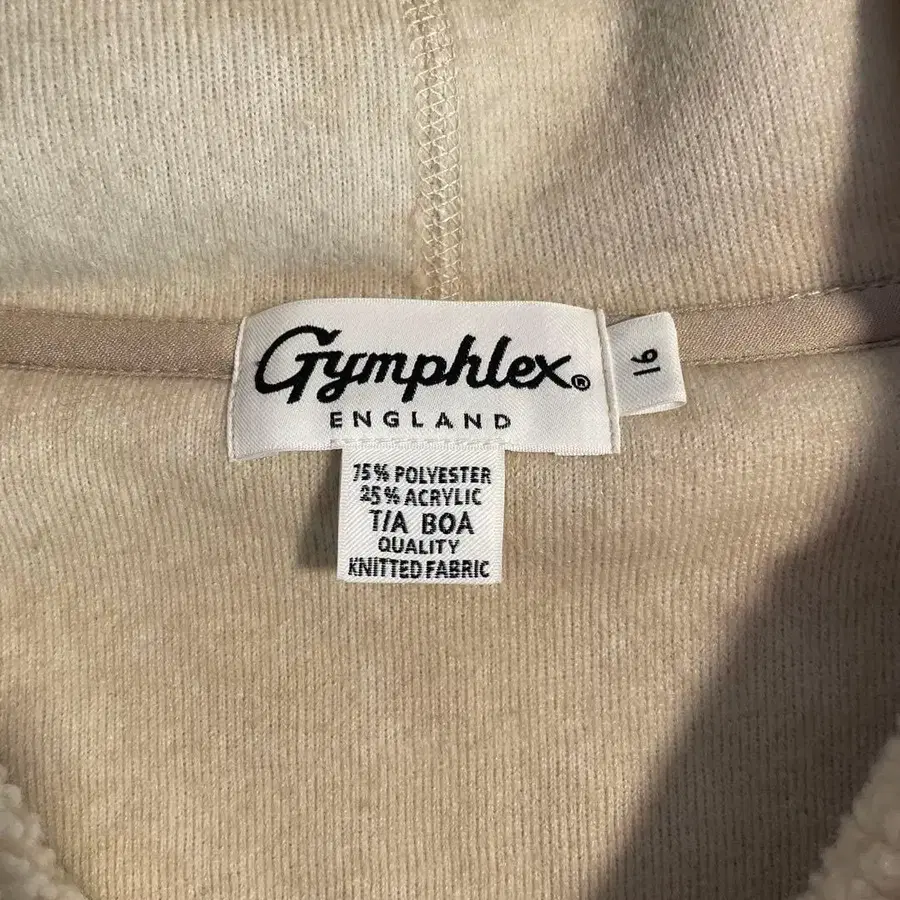 Gymphlex®
ENGLAND
16
75% POLYESTER
25% ACRYLIC
T/A BOA
QUALITY
KNITTED FABRIC